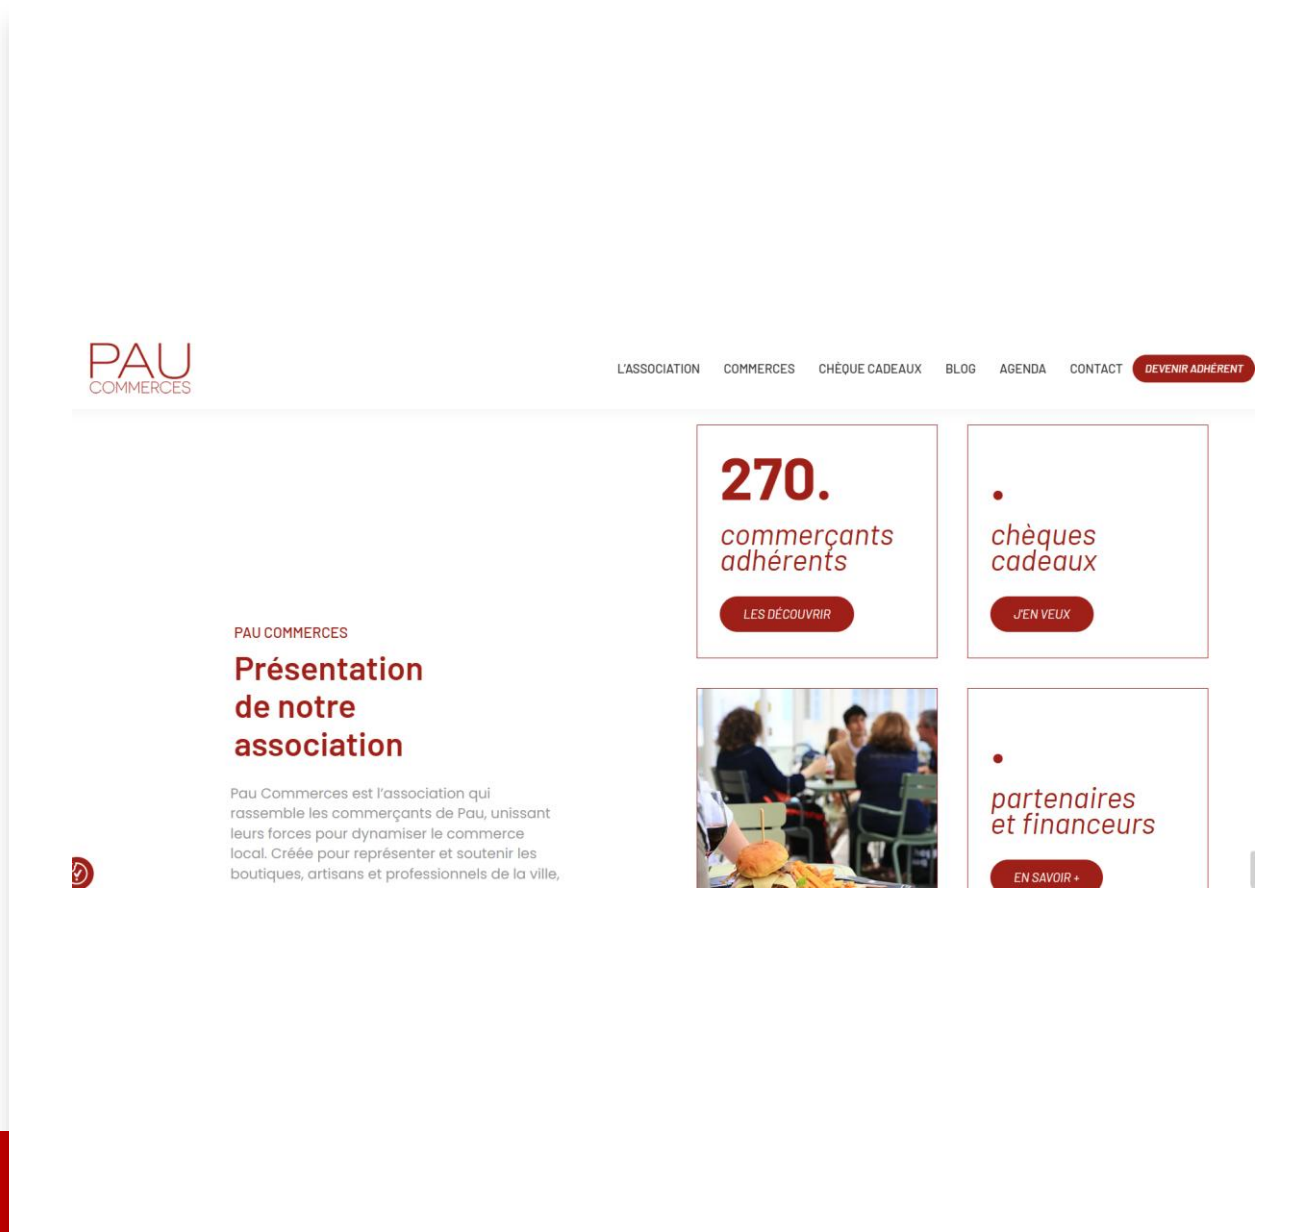 PAU
COMMERCES
L'ASSOCIATION COMMERCES CHÈQUE CADEAUX BLOG AGENDA CONTACT DEVENIR ADHÉRENT
270.
commerçants
adhérents
LES DÉCOUVRIR
.
chèques
cadeaux
J'EN VEUX
PAU COMMERCES
Présentation
de notre
association
Pau Commerces est l'association qui
rassemble les commerçants de Pau, unissant
leurs forces pour dynamiser le commerce
local. Créée pour représenter et soutenir les
boutiques, artisans et professionnels de la ville,
.
partenaires
et financeurs
EN SAVOIR +